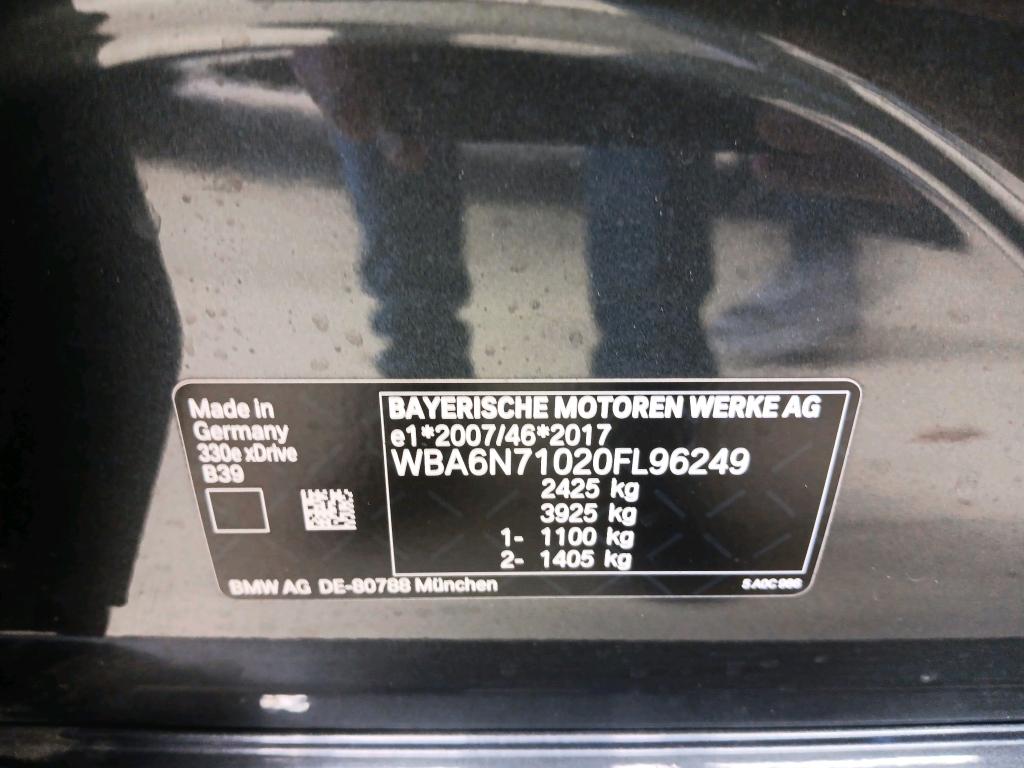 Made in
Germany
330e xDrive
B39
BAYERISCHE MOTOREN WERKE AG
e1*2007/46*2017
WBA6N71020FL96249
2425 kg
3925 kg
1- 1100 kg
2- 1405 kg
BMW AG DE-80788 München